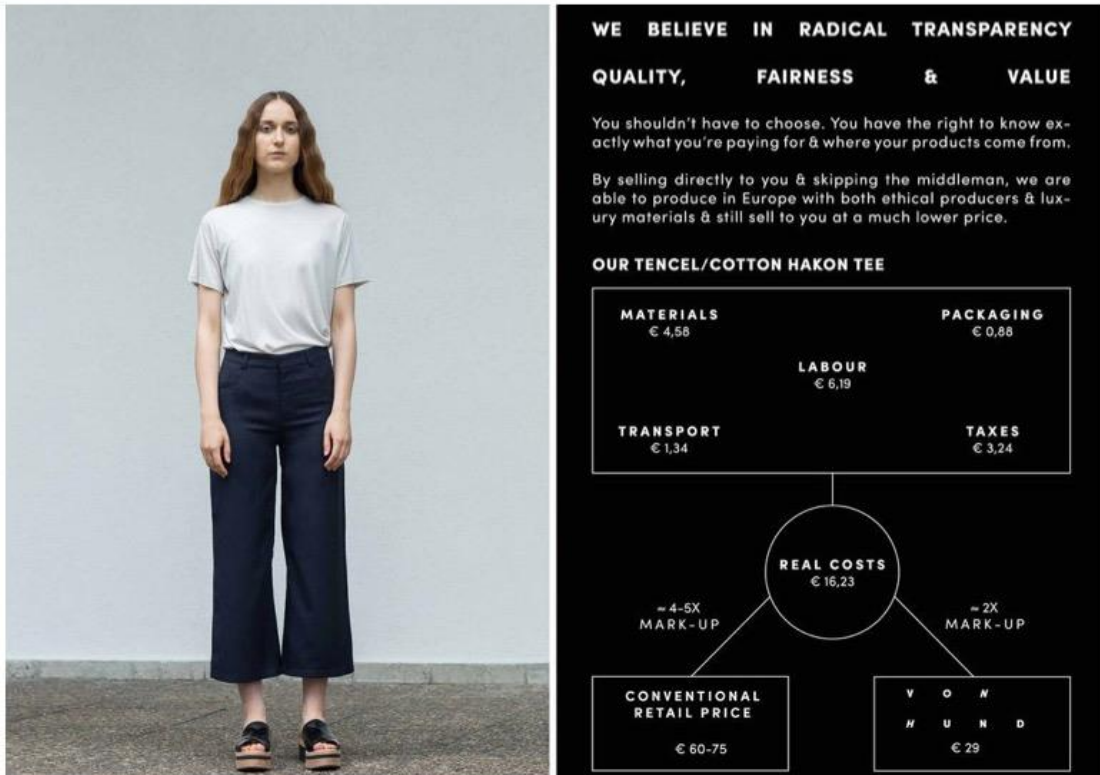 WE BELIEVE IN RADICAL TRANSPARENCY
QUALITY, FAIRNESS & VALUE
You shouldn't have to choose. You have the right to know ex-
actly what you're paying for & where your products come from.
By selling directly to you & skipping the middleman, we are
able to produce in Europe with both ethical producers & lux-
ury materials & still sell to you at a much lower price.
OUR TENCEL/COTTON HAKON TEE
MATERIALS
€ 4,58
PACKAGING
€ 0,88
LABOUR
€ 6,19
TRANSPORT
€ 1,34
TAXES
€ 3,24
REAL COSTS
€ 16,23
≈ 4-5X
MARK-UP
≈ 2X
MARK-UP
CONVENTIONAL
RETAIL PRICE
€ 60-75
VON
HUND
€ 29